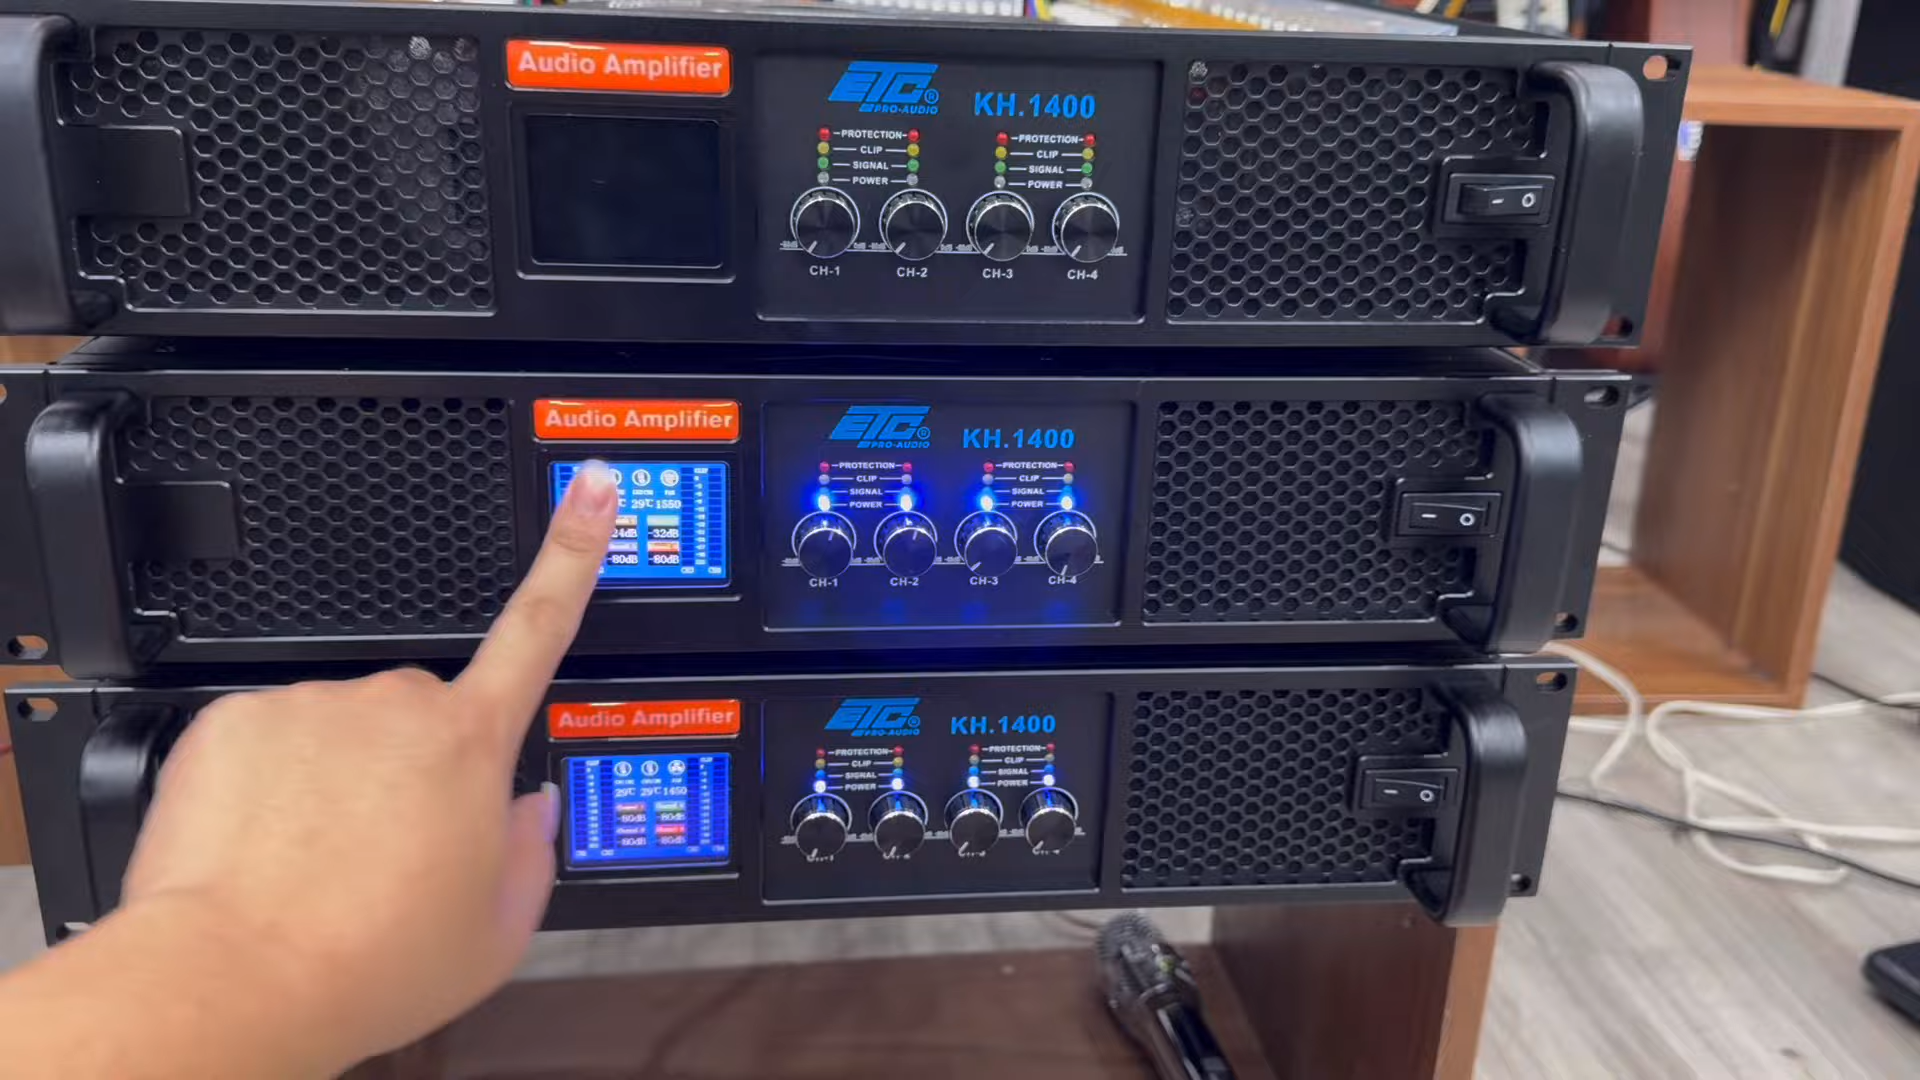 Audio Amplifier
ETC® PRO-AUDIO
KH.1400
PROTECTION PROTECTION
CLIP CLIP
SIGNAL SIGNAL
POWER POWER
CH-1 CH-2 CH-3 CH-4
- O
Audio Amplifier
ETC® PRO-AUDIO
KH.1400
PROTECTION PROTECTION
CLIP CLIP
SIGNAL SIGNAL
POWER POWER
29℃ 1550
-32dB
-80dB -80dB
CH-1 CH-2 CH-3 CH-4
- O
Audio Amplifier
ETC® PRO-AUDIO
KH.1400
PROTECTION PROTECTION
CLIP CLIP
SIGNAL SIGNAL
POWER POWER
29℃ 29℃ 1450
-80dB -80dB
-80dB -80dB
- O